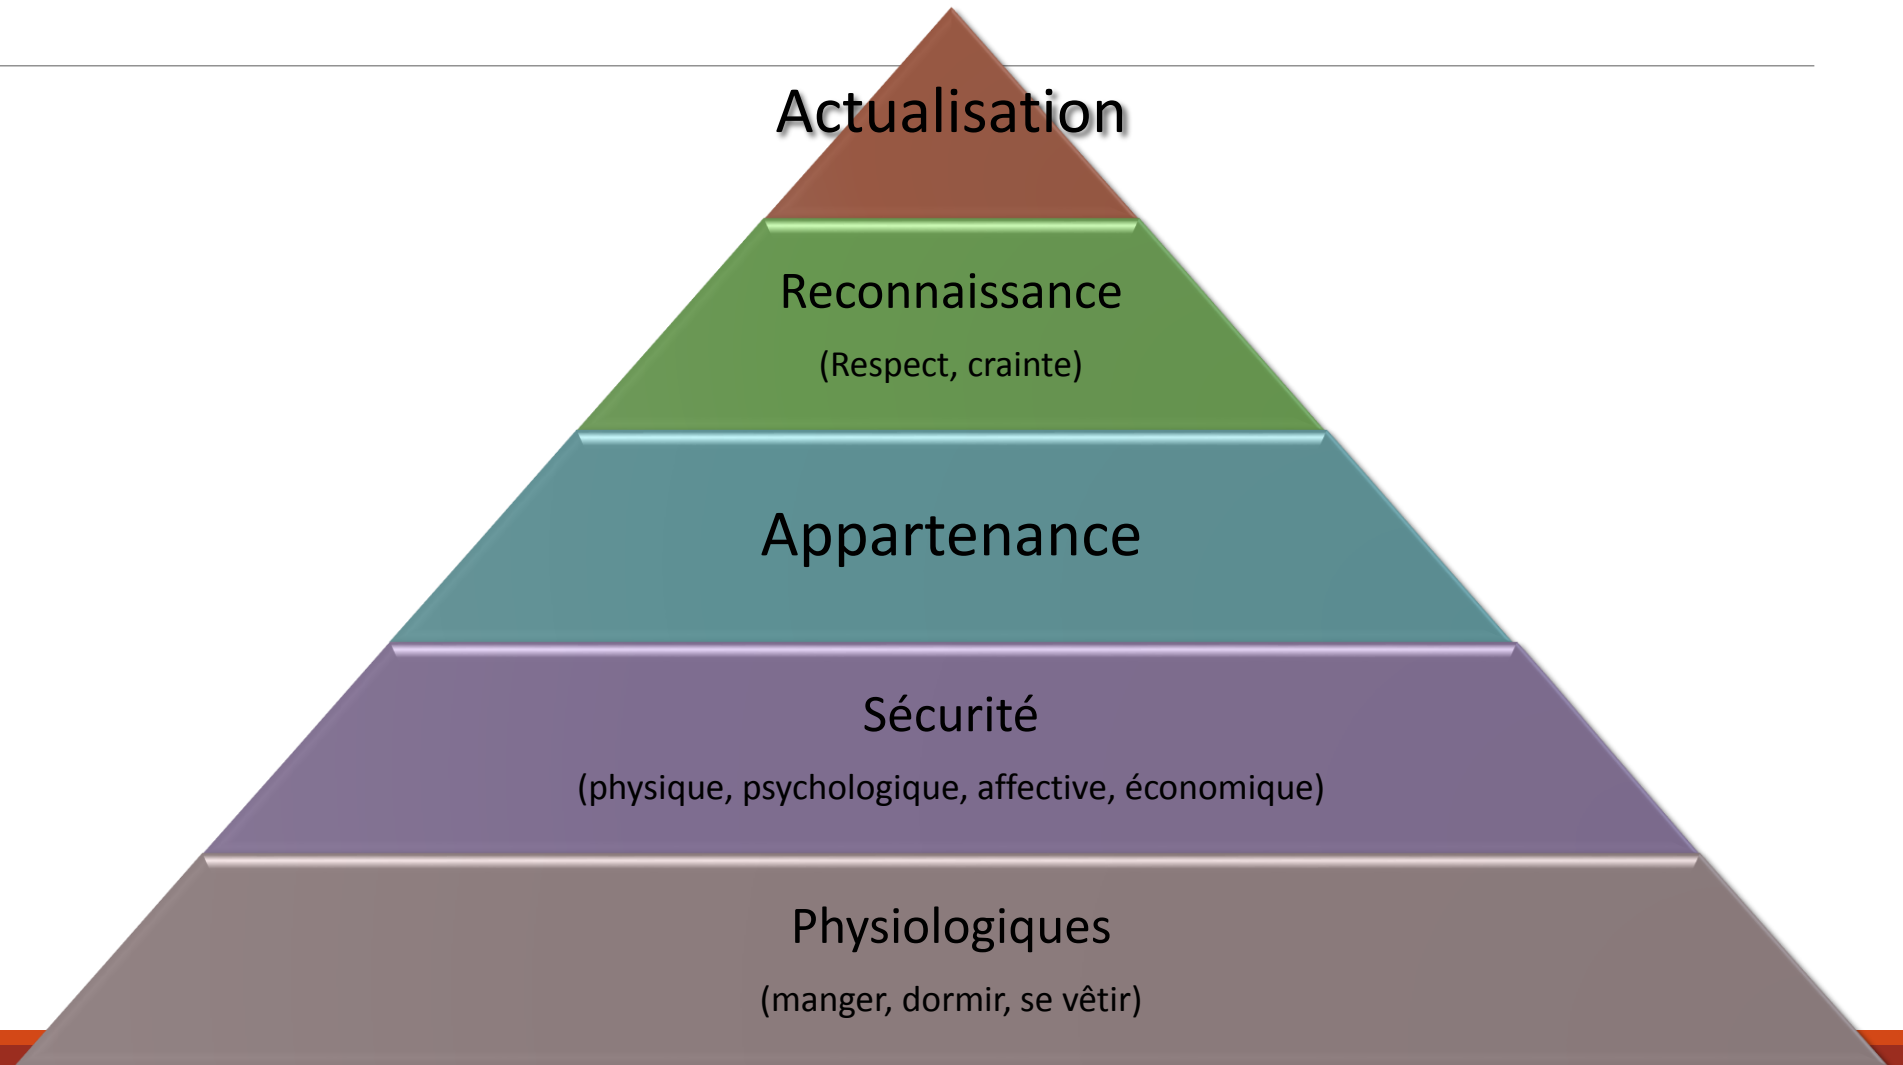 Actualisation
Reconnaissance
(Respect, crainte)
Appartenance
Sécurité
(physique, psychologique, affective, économique)
Physiologiques
(manger, dormir, se vêtir)